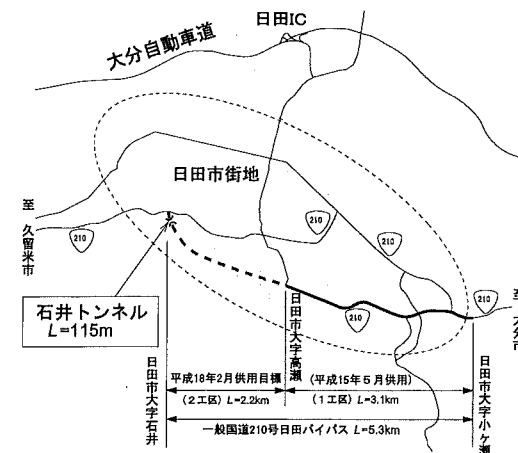 日田IC
大分自動車道
日田市街地
至 久留米市
210
210
210
210
210
至 大分市
石井トンネル
L=115m
日田市大字石井
日田市大字高瀬
日田市大字小ヶ瀬
平成18年2月供用目標
(2工区) L=2.2km
(平成15年5月供用)
(1工区) L=3.1km
一般国道210号日田バイパス L=5.3km